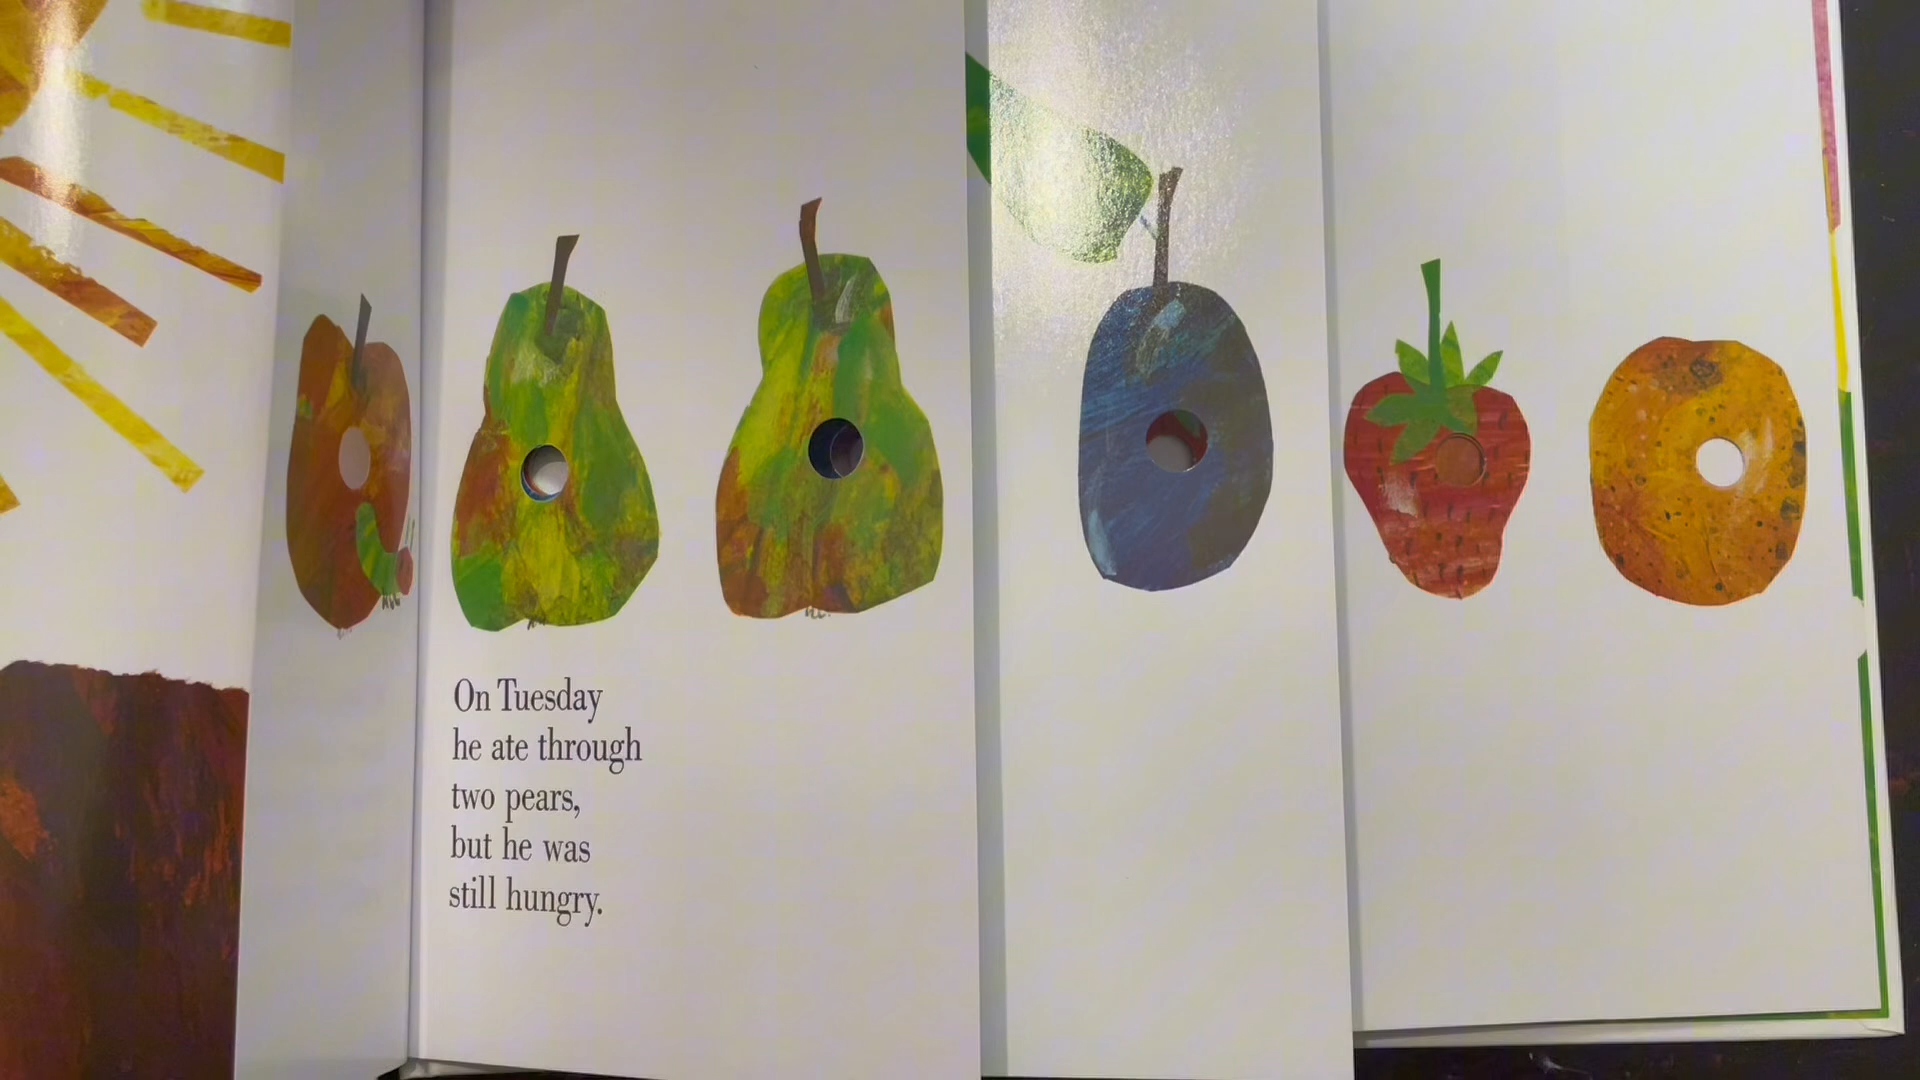 On Tuesday
he ate through
two pears,
but he was
still hungry.